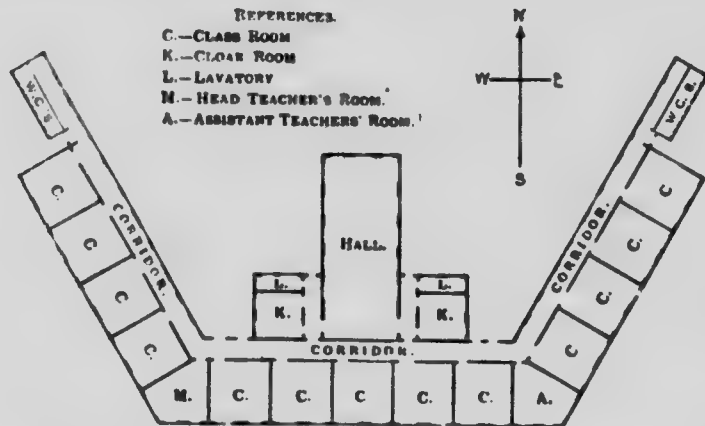 REFERENCES.
C.—CLASS ROOM
K.—CLOAK ROOM
L.—LAVATORY
M.—HEAD TEACHER'S ROOM.
A.—ASSISTANT TEACHERS' ROOM.
N
W E
S
W.C.'S
W.C.'S.
C.
C
C
C.
CORRIDOR.
HALL.
L.
K.
L.
K.
CORRIDOR.
C
C.
C.
C
CORRIDOR.
M. C. C. C C. C. A.